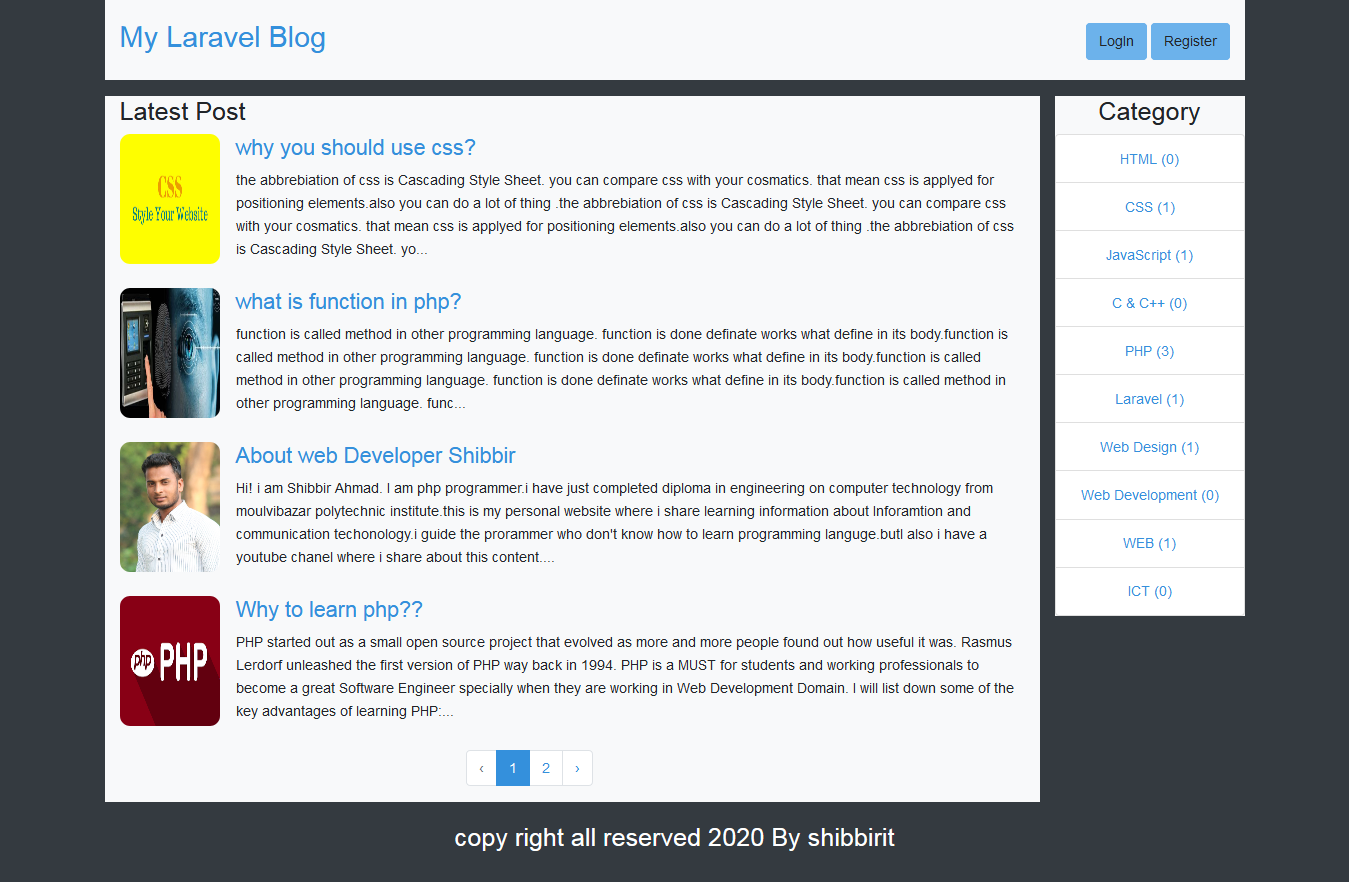 My Laravel Blog
LogIn
Register
Latest Post
CSS
Style Your Website
why you should use css?
the abbrebiation of css is Cascading Style Sheet. you can compare css with your cosmatics. that mean css is applyed for
positioning elements.also you can do a lot of thing .the abbrebiation of css is Cascading Style Sheet. you can compare css
with your cosmatics. that mean css is applyed for positioning elements.also you can do a lot of thing .the abbrebiation of css
is Cascading Style Sheet. yo...
what is function in php?
function is called method in other programming language. function is done definate works what define in its body.function is
called method in other programming language. function is done definate works what define in its body.function is called
method in other programming language. function is done definate works what define in its body.function is called method in
other programming language. func...
About web Developer Shibbir
Hi! i am Shibbir Ahmad. I am php programmer.i have just completed diploma in engineering on computer technology from
moulvibazar polytechnic institute.this is my personal website where i share learning information about Inforamtion and
communication techonology.i guide the prorammer who don't know how to learn programming languge.butI also i have a
youtube chanel where i share about this content....
php PHP
Why to learn php??
PHP started out as a small open source project that evolved as more and more people found out how useful it was. Rasmus
Lerdorf unleashed the first version of PHP way back in 1994. PHP is a MUST for students and working professionals to
become a great Software Engineer specially when they are working in Web Development Domain. I will list down some of the
key advantages of learning PHP:...
‹ 1 2 ›
Category
HTML (0)
CSS (1)
JavaScript (1)
C & C++ (0)
PHP (3)
Laravel (1)
Web Design (1)
Web Development (0)
WEB (1)
ICT (0)
copy right all reserved 2020 By shibbirit